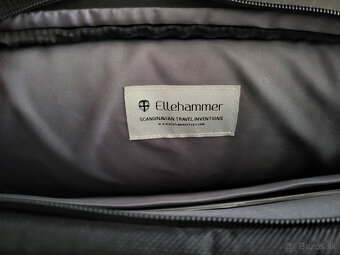 Ellehammer
SCANDINAVIAN TRAVEL INVENTIONS
© Bazos.sk